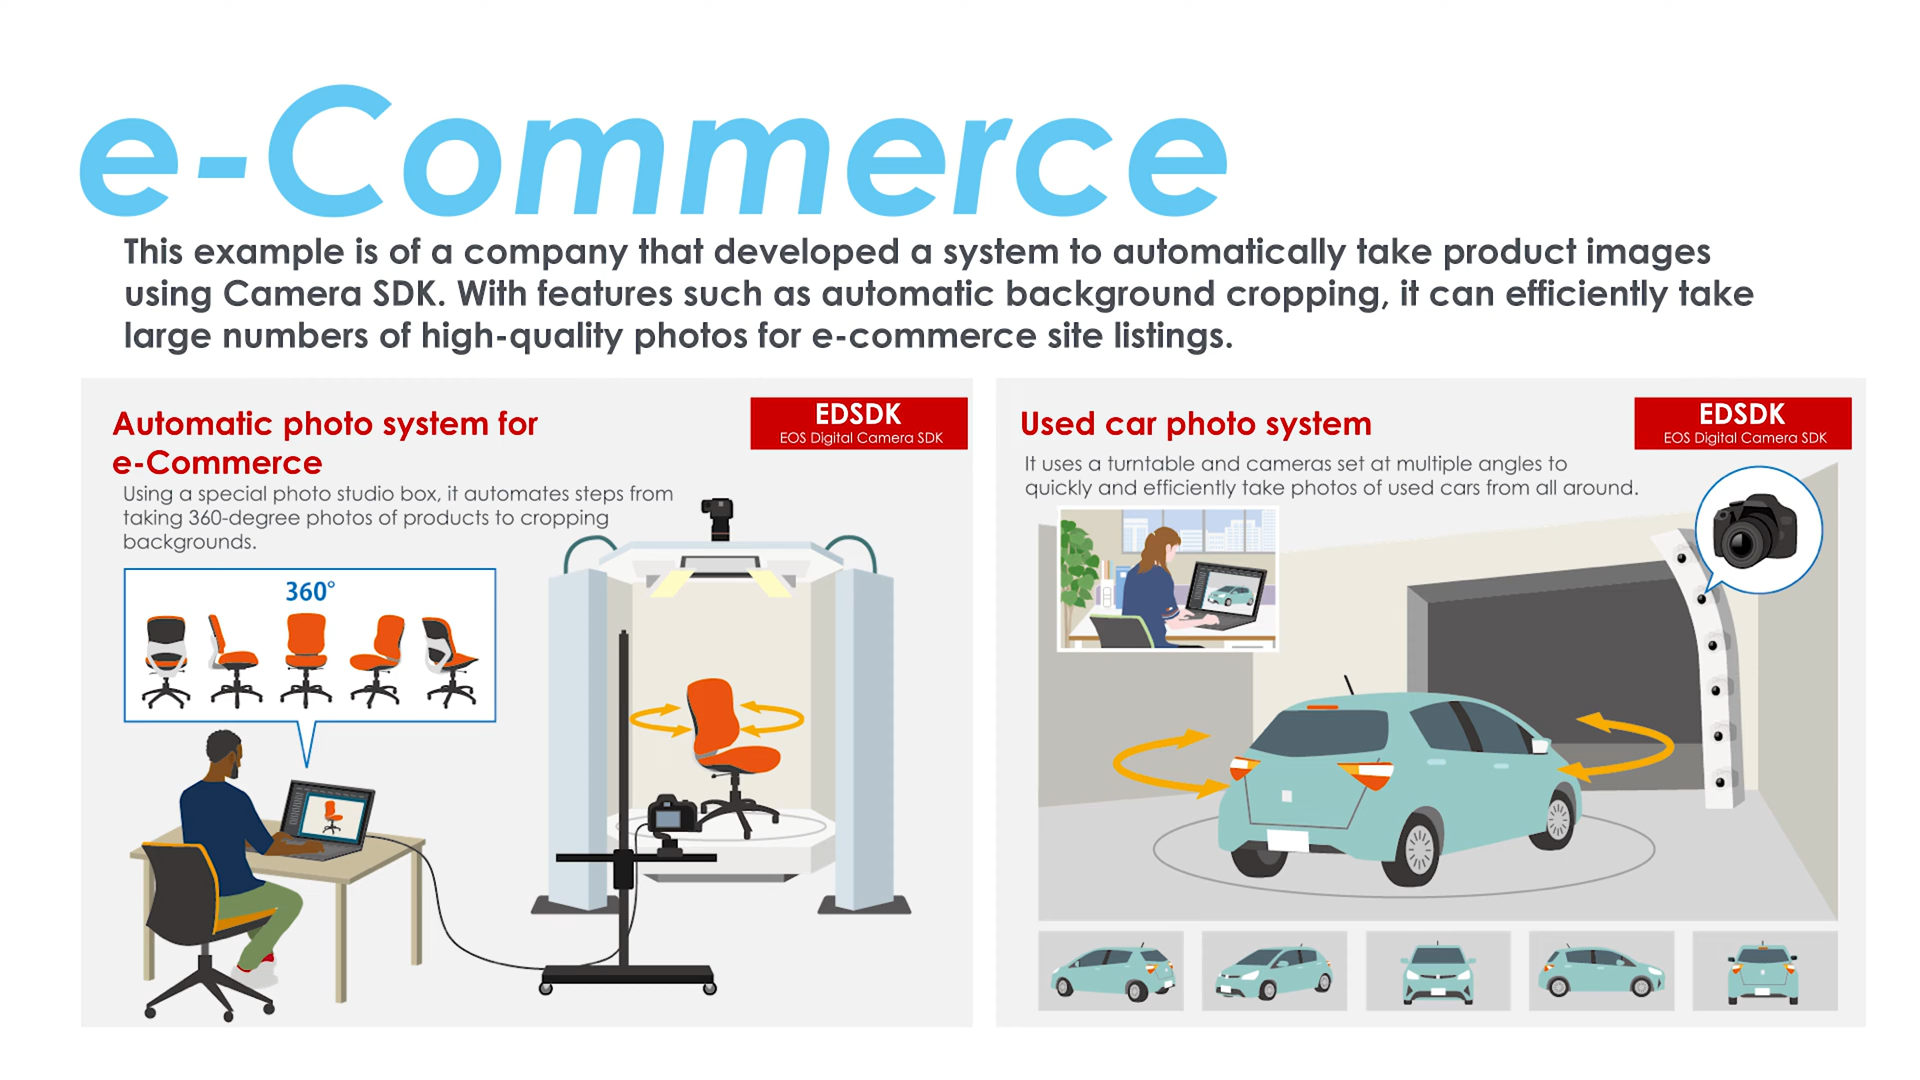 e-Commerce
This example is of a company that developed a system to automatically take product images
using Camera SDK. With features such as automatic background cropping, it can efficiently take
large numbers of high-quality photos for e-commerce site listings.
Automatic photo system for
e-Commerce
EDSDK
EOS Digital Camera SDK
Using a special photo studio box, it automates steps from
taking 360-degree photos of products to cropping
backgrounds.
360°
Used car photo system
EDSDK
EOS Digital Camera SDK
It uses a turntable and cameras set at multiple angles to
quickly and efficiently take photos of used cars from all around.